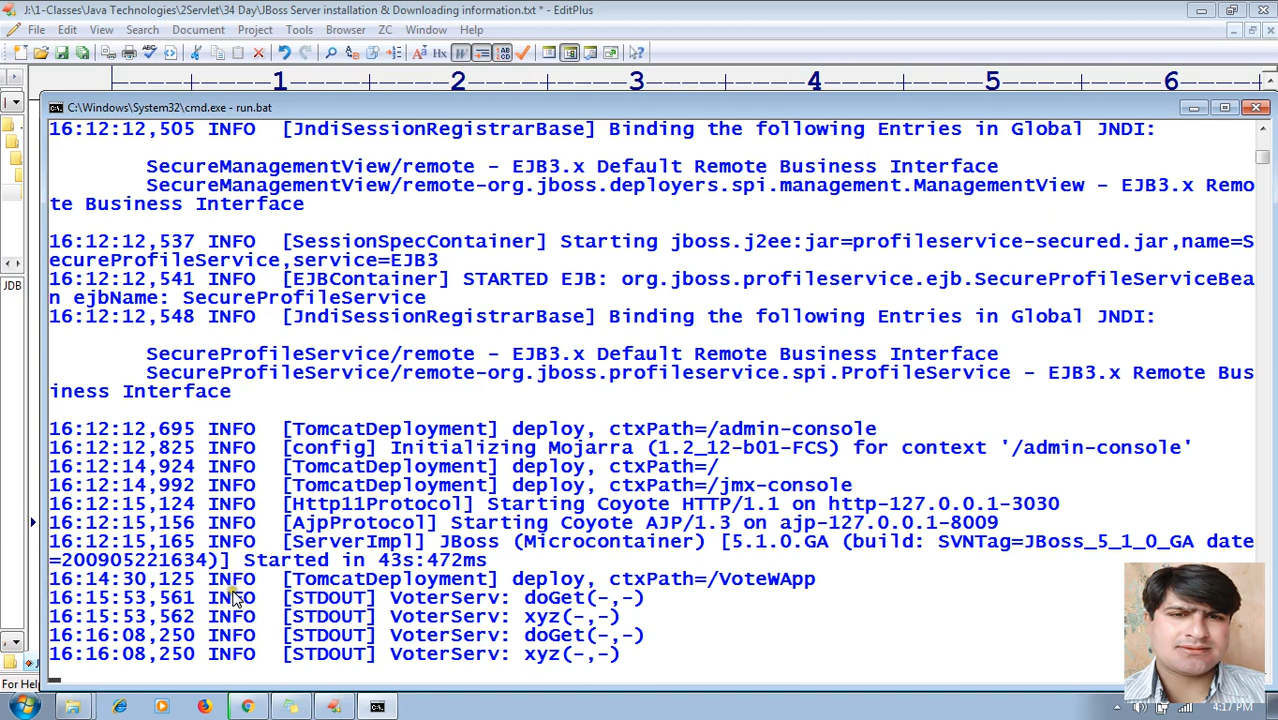 J:\1-Classes\Java Technologies\2Servlet\34 Day\JBoss Server installation & Downloading information.txt * - EditPlus
File Edit View Search Document Project Tools Browser ZC Window Help
1 2 3 4 5 6
C:\Windows\System32\cmd.exe - run.bat
16:12:12,505 INFO [JndiSessionRegistrarBase] Binding the following Entries in Global JNDI:
SecureManagementView/remote - EJB3.x Default Remote Business Interface
SecureManagementView/remote-org.jboss.deployers.spi.management.ManagementView - EJB3.x Remo
te Business Interface
16:12:12,537 INFO [SessionSpecContainer] Starting jboss.j2ee:jar=profileservice-secured.jar,name=S
ecureProfileService,service=EJB3
16:12:12,541 INFO [EJBContainer] STARTED EJB: org.jboss.profileservice.ejb.SecureProfileServiceBea
n ejbName: SecureProfileService
16:12:12,548 INFO [JndiSessionRegistrarBase] Binding the following Entries in Global JNDI:
SecureProfileService/remote - EJB3.x Default Remote Business Interface
SecureProfileService/remote-org.jboss.profileservice.spi.ProfileService - EJB3.x Remote Bus
iness Interface
16:12:12,695 INFO [TomcatDeployment] deploy, ctxPath=/admin-console
16:12:12,825 INFO [config] Initializing Mojarra (1.2_12-b01-FCS) for context '/admin-console'
16:12:14,924 INFO [TomcatDeployment] deploy, ctxPath=/
16:12:14,992 INFO [TomcatDeployment] deploy, ctxPath=/jmx-console
16:12:15,124 INFO [Http11Protocol] Starting Coyote HTTP/1.1 on http-127.0.0.1-3030
16:12:15,156 INFO [AjpProtocol] Starting Coyote AJP/1.3 on ajp-127.0.0.1-8009
16:12:15,165 INFO [ServerImpl] JBoss (Microcontainer) [5.1.0.GA (build: SVNTag=JBoss_5_1_0_GA date
=200905221634)] Started in 43s:472ms
16:14:30,125 INFO [TomcatDeployment] deploy, ctxPath=/VoteWApp
16:15:53,561 INFO [STDOUT] VoterServ: doGet(-,-)
16:15:53,562 INFO [STDOUT] VoterServ: xyz(-,-)
16:16:08,250 INFO [STDOUT] VoterServ: doGet(-,-)
16:16:08,250 INFO [STDOUT] VoterServ: xyz(-,-)
JDB
For Help
4:17 PM